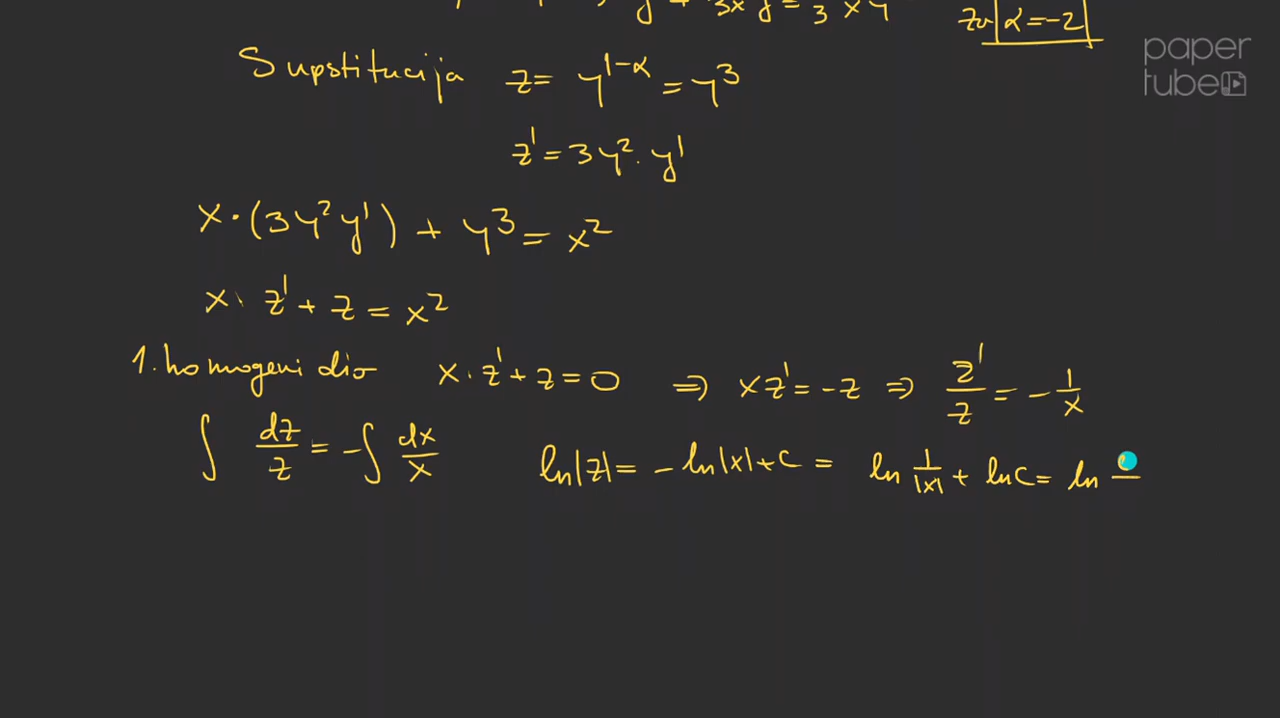 za α = -2
paper
tube
Supstitucija z = y^{1-α} = y^3
z' = 3y^2 · y'
x · (3y^2 y') + y^3 = x^2
x · z' + z = x^2
1. homogeni dio x · z' + z = 0 ⇒ xz' = -z ⇒ z'/z = - 1/x
∫ dz/z = -∫ dx/x ln|z| = - ln|x| + c = ln 1/|x| + ln C = ln